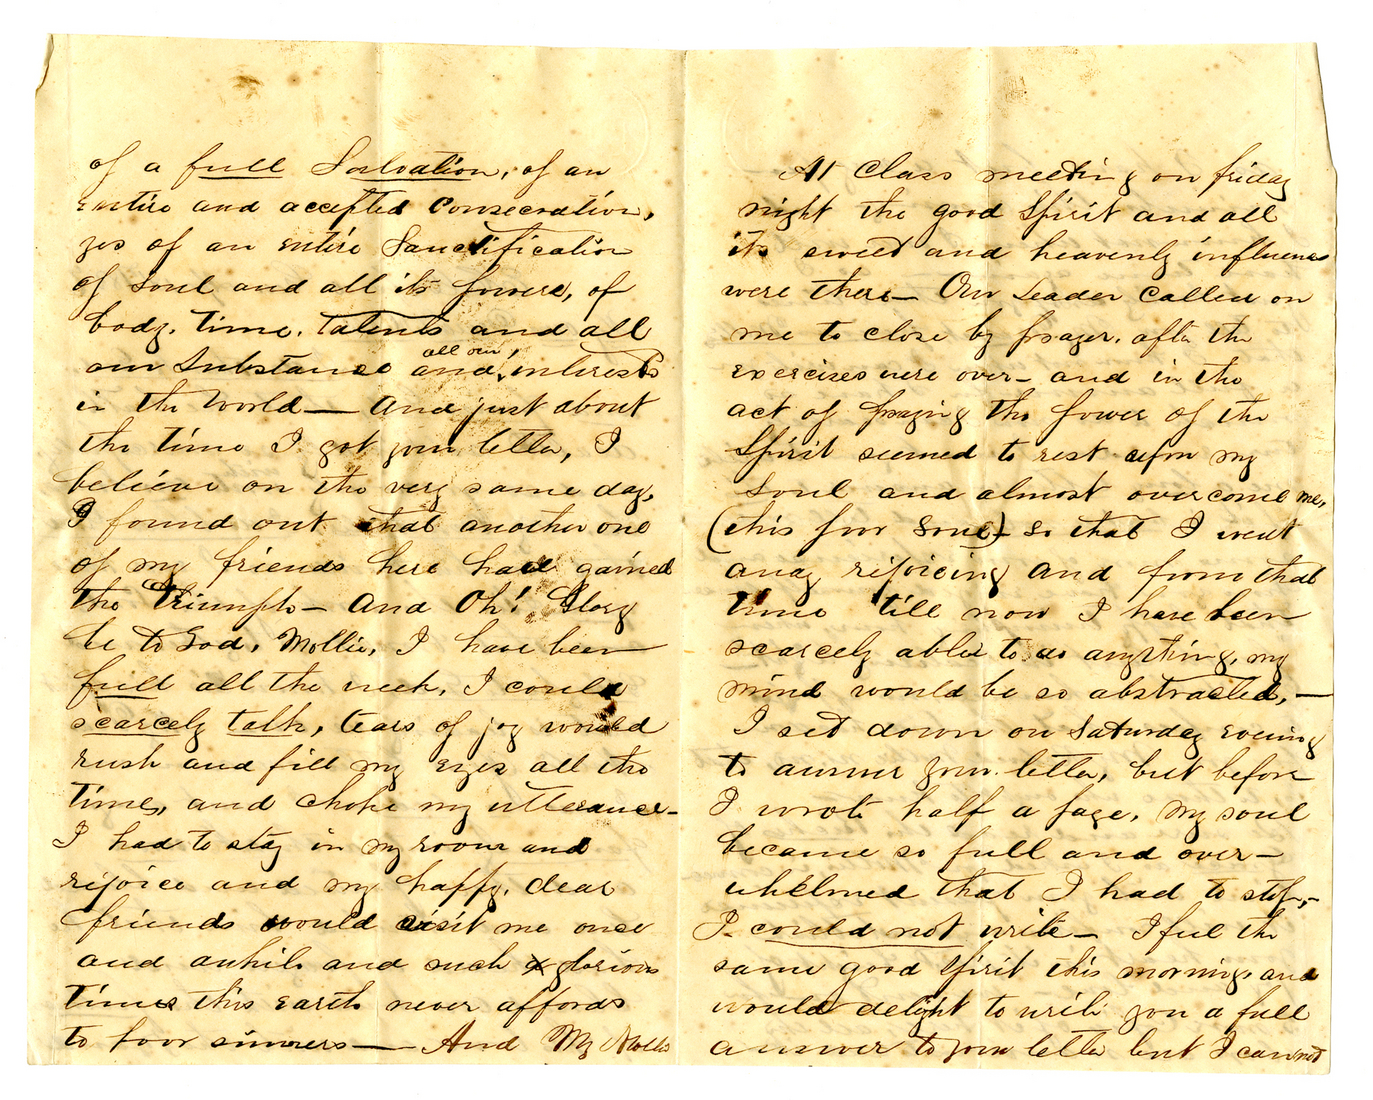 of a full Salvation, of an
entire and accepted Consecration,
yes of an entire Sanctification
of soul and all its powers, of
body, time, talents and all
our substance and all our interests
in the world — And just about
the time I got your letter, I
believe on the very same day,
I found out that another one
of my friends here have gained
the Triumph — And Oh! Glory
be to God, Mollie, I have been
full all the week, I could
scarcely talk, tears of joy would
rush and fill my eyes all the
time, and choke my utterance —
I had to stay in my room and
rejoice and my happy, dear
friends would visit me once
and awhile and such glorious
times this earth never affords
to poor sinners — And My Mollie
At Class meeting on friday
night the good Spirit and all
its sweet and heavenly influences
were there — Our Leader called on
me to close by prayer, after the
exercises were over — and in the
act of praying the power of the
Spirit seemed to rest upon my
soul and almost overcome me,
(this poor soul) — so that I went
away rejoicing and from that
time till now I have been
scarcely able to do anything, my
mind would be so abstracted, —
I set down on Saturday evening
to answer your letter, but before
I wrote half a page, my soul
became so full and over-
whelmed that I had to stop, —
I could not write — I feel the
same good Spirit this morning, and
would delight to write you a full
answer to your letter but I cannot